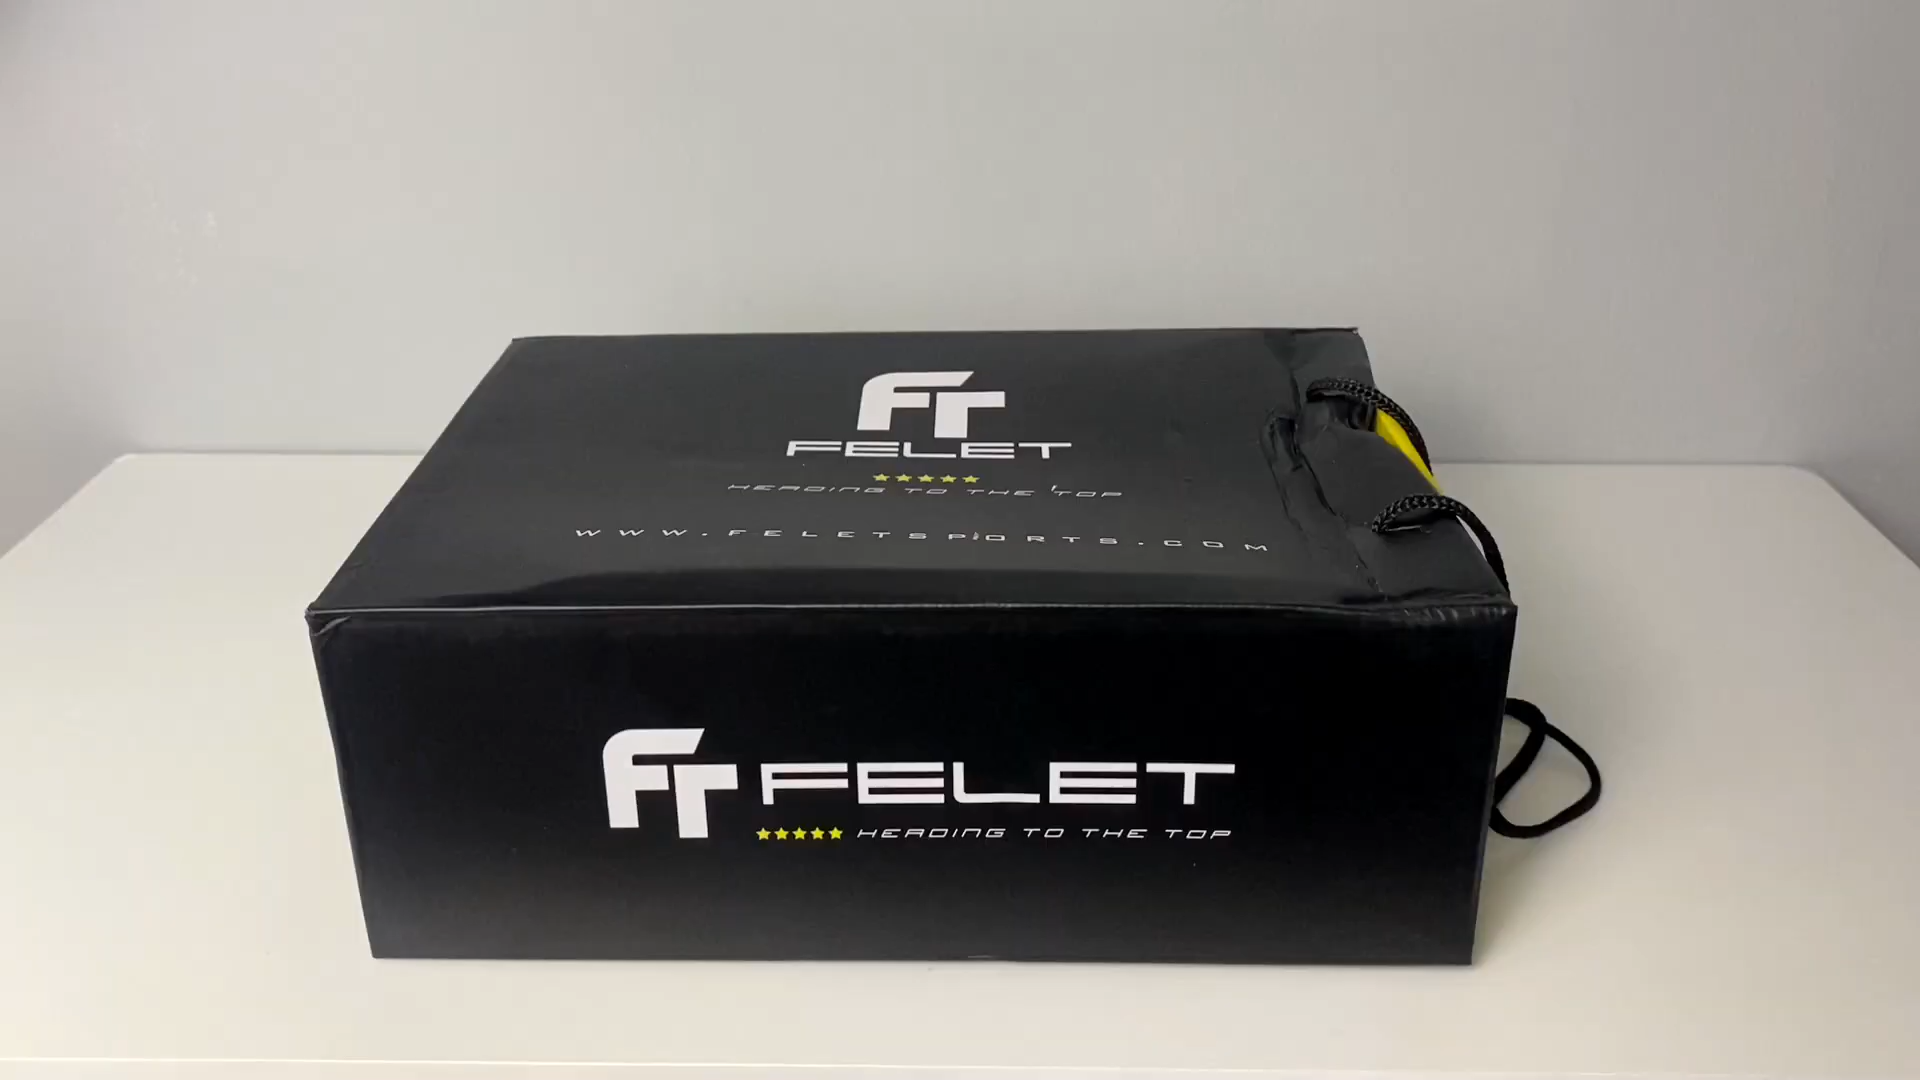 FT
FELET
HEADING TO THE TOP
WWW.FELETSPORTS.COM
FT FELET
HEADING TO THE TOP